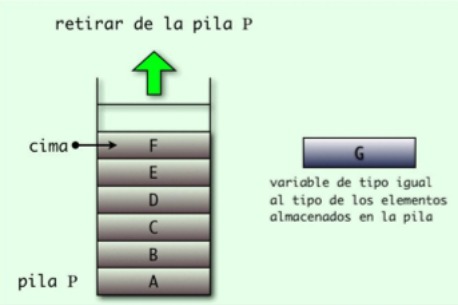 retirar de la pila P
cima
F
E
D
C
B
pila P
A
G
variable de tipo igual
al tipo de los elementos
almacenados en la pila